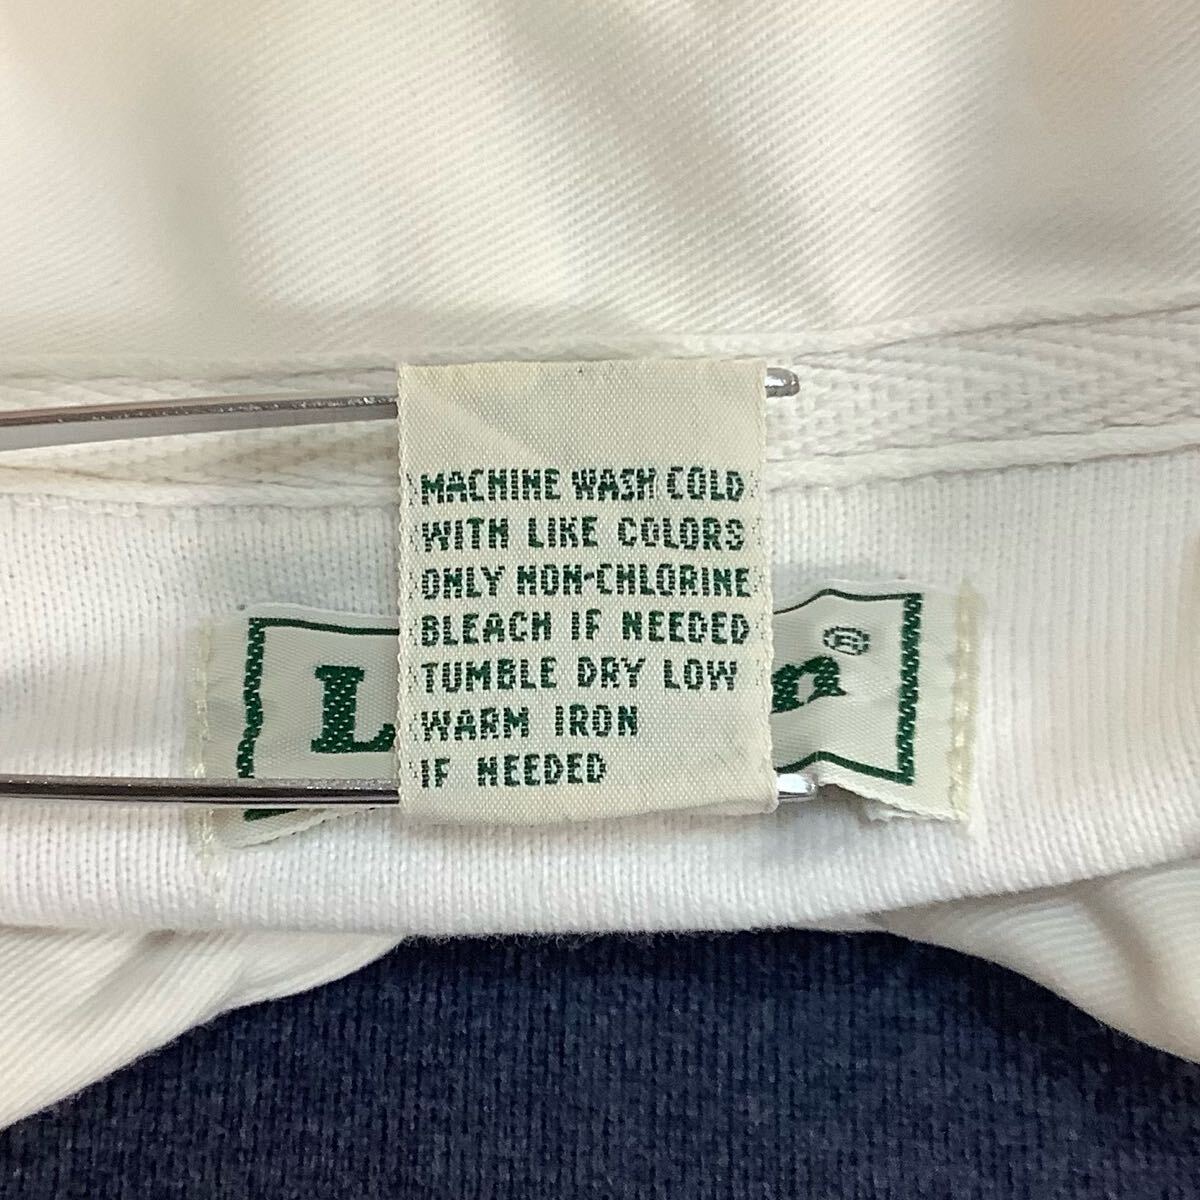 MACHINE WASH COLD
WITH LIKE COLORS
ONLY NON-CHLORINE
BLEACH IF NEEDED
TUMBLE DRY LOW
WARM IRON
IF NEEDED